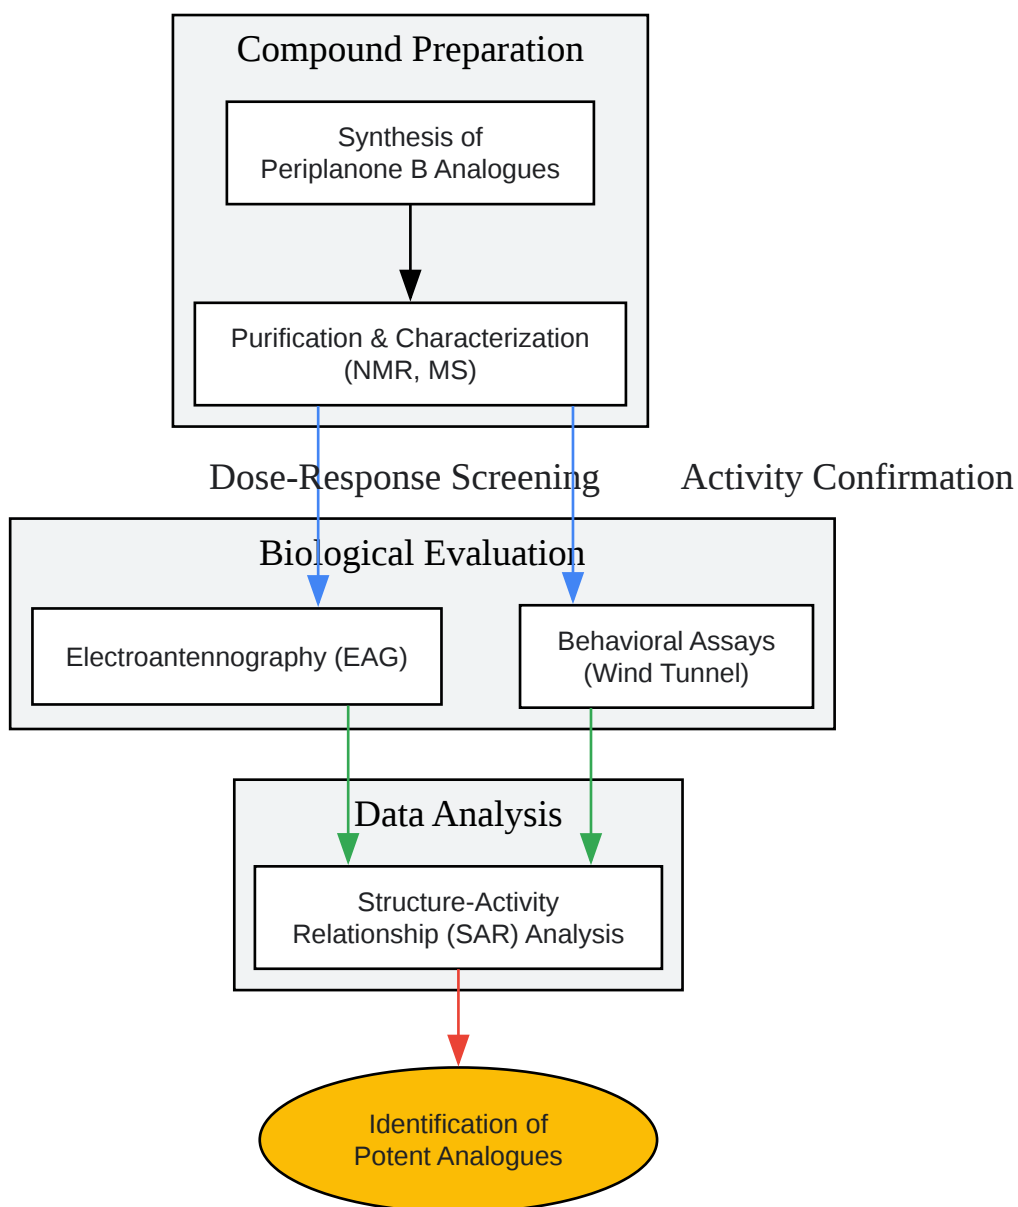 Compound Preparation
Synthesis of
Periplanone B Analogues
Purification & Characterization
(NMR, MS)
Dose-Response Screening
Activity Confirmation
Biological Evaluation
Electroantennography (EAG)
Behavioral Assays
(Wind Tunnel)
Data Analysis
Structure-Activity
Relationship (SAR) Analysis
Identification of
Potent Analogues